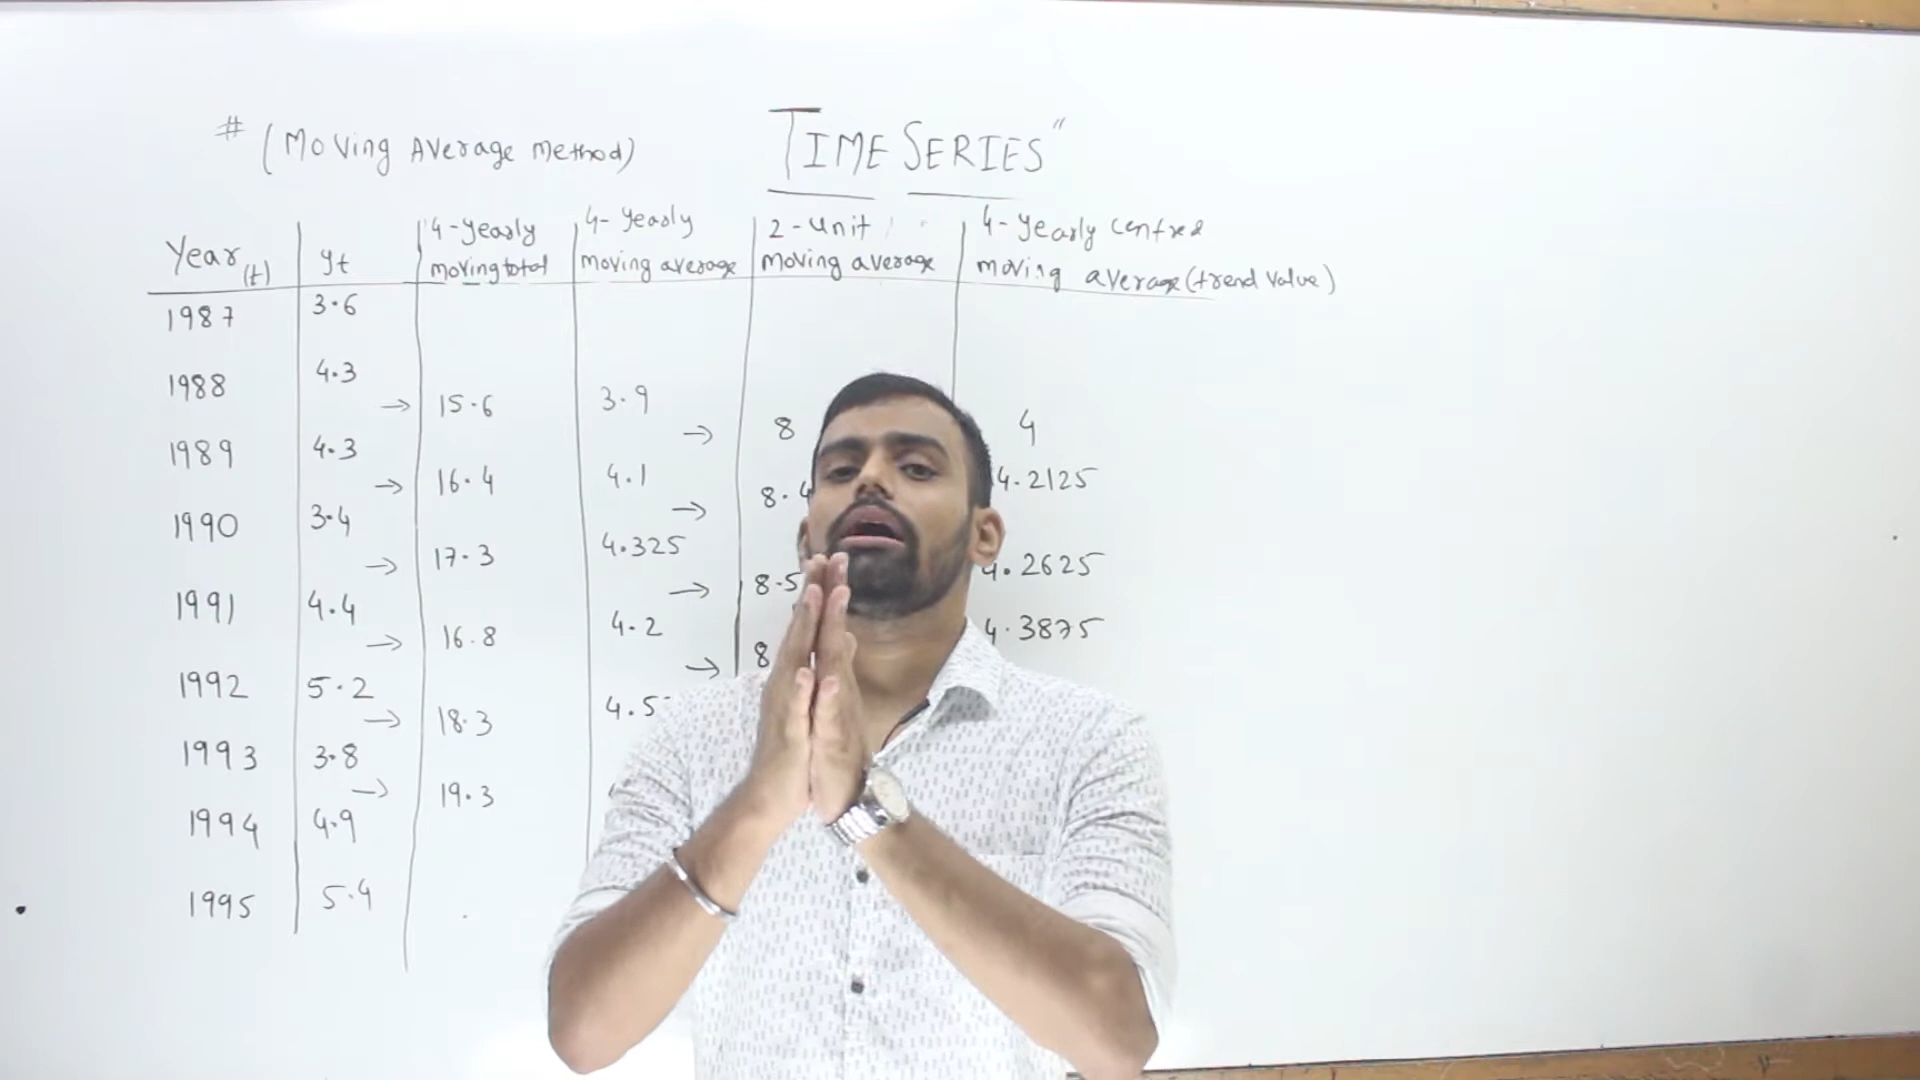 # (Moving Average Method)
TIME SERIES"
Year (t)
yt
4-yearly moving total
4-yearly moving average
2-unit moving average
4-yearly centred moving average (trend value)
1987 3.6
1988 4.3
→ 15.6 3.9
→ 8 4
1989 4.3
→ 16.4 4.1
→ 4.2125
1990 3.4
→ 17.3 4.325
→ 4.2625
1991 4.4
→ 16.8 4.2
→ 4.3875
1992 5.2
→ 18.3
1993 3.8
→ 19.3
1994 4.9
1995 5.4